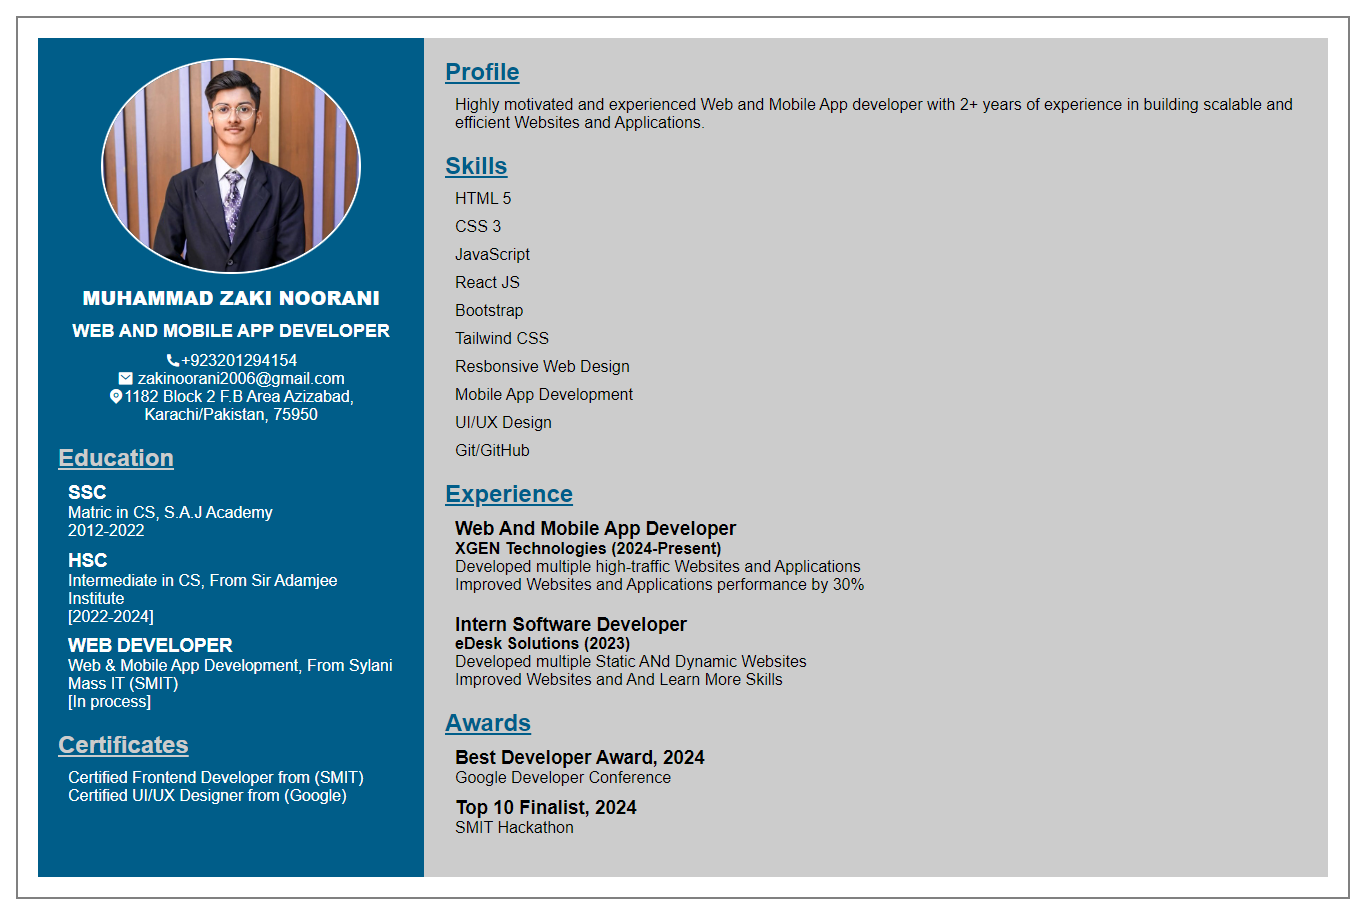 MUHAMMAD ZAKI NOORANI
WEB AND MOBILE APP DEVELOPER
+923201294154
zakinoorani2006@gmail.com
1182 Block 2 F.B Area Azizabad,
Karachi/Pakistan, 75950
Education
SSC
Matric in CS, S.A.J Academy
2012-2022
HSC
Intermediate in CS, From Sir Adamjee
Institute
[2022-2024]
WEB DEVELOPER
Web & Mobile App Development, From Sylani
Mass IT (SMIT)
[In process]
Certificates
Certified Frontend Developer from (SMIT)
Certified UI/UX Designer from (Google)
Profile
Highly motivated and experienced Web and Mobile App developer with 2+ years of experience in building scalable and
efficient Websites and Applications.
Skills
HTML 5
CSS 3
JavaScript
React JS
Bootstrap
Tailwind CSS
Resbonsive Web Design
Mobile App Development
UI/UX Design
Git/GitHub
Experience
Web And Mobile App Developer
XGEN Technologies (2024-Present)
Developed multiple high-traffic Websites and Applications
Improved Websites and Applications performance by 30%
Intern Software Developer
eDesk Solutions (2023)
Developed multiple Static ANd Dynamic Websites
Improved Websites and And Learn More Skills
Awards
Best Developer Award, 2024
Google Developer Conference
Top 10 Finalist, 2024
SMIT Hackathon